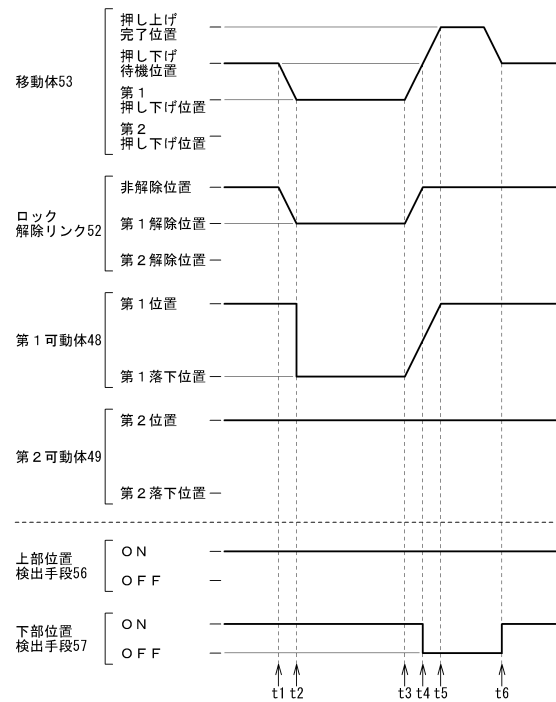 移動体53
押し上げ
完了位置
押し下げ
待機位置
第１
押し下げ位置
第２
押し下げ位置
ロック
解除リンク52
非解除位置
第１解除位置
第２解除位置
第１可動体48
第１位置
第１落下位置
第２可動体49
第２位置
第２落下位置
上部位置
検出手段56
ＯＮ
ＯＦＦ
下部位置
検出手段57
ＯＮ
ＯＦＦ
t1 t2 t3 t4 t5 t6